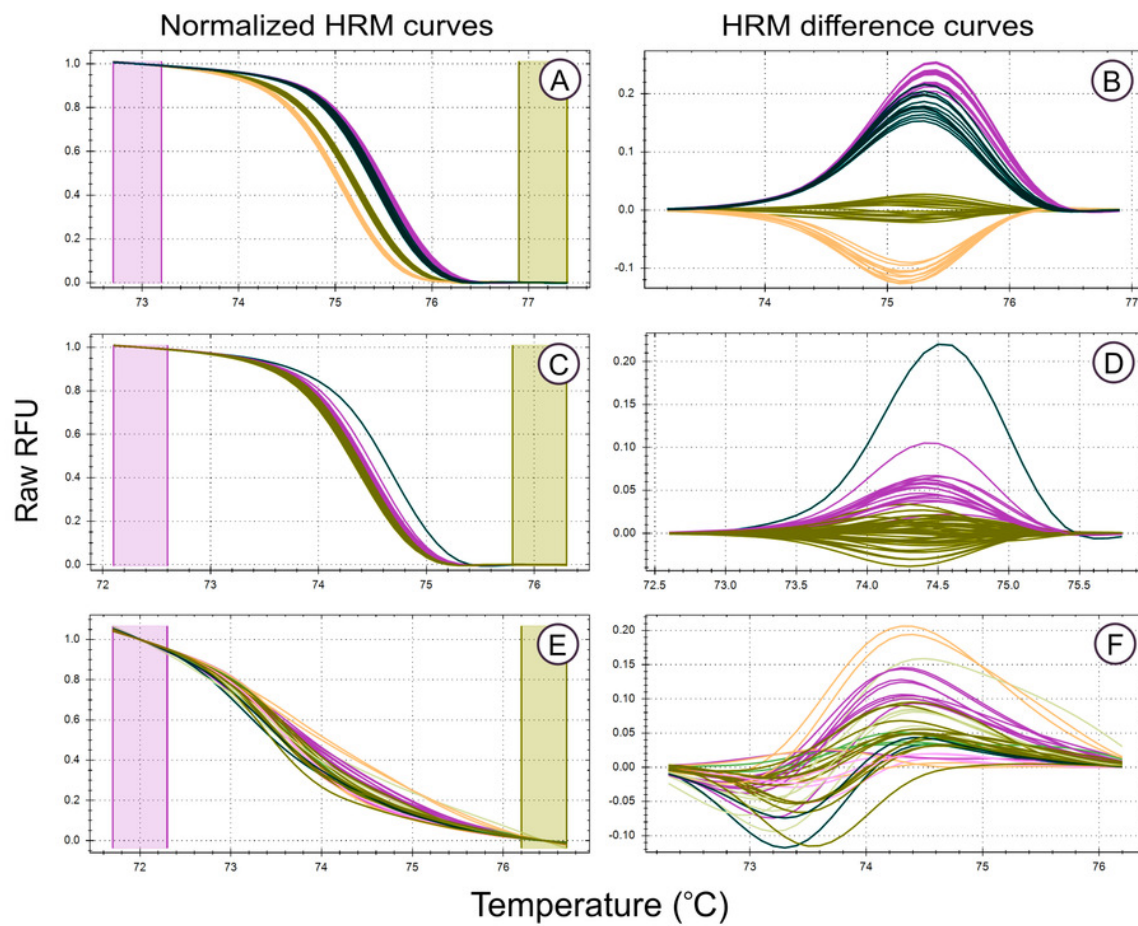 Normalized HRM curves HRM difference curves
A
1.0
0.8
0.6
0.4
0.2
0.0
73 74 75 76 77
B
0.2
0.1
0.0
-0.1
74 75 76 77
C
1.0
0.8
0.6
0.4
0.2
0.0
72 73 74 75 76
D
0.20
0.15
0.10
0.05
0.00
72.5 73.0 73.5 74.0 74.5 75.0 75.5
E
1.0
0.8
0.6
0.4
0.2
0.0
72 73 74 75 76
F
0.20
0.15
0.10
0.05
0.00
-0.05
-0.10
73 74 75 76
Raw RFU
Temperature (°C)